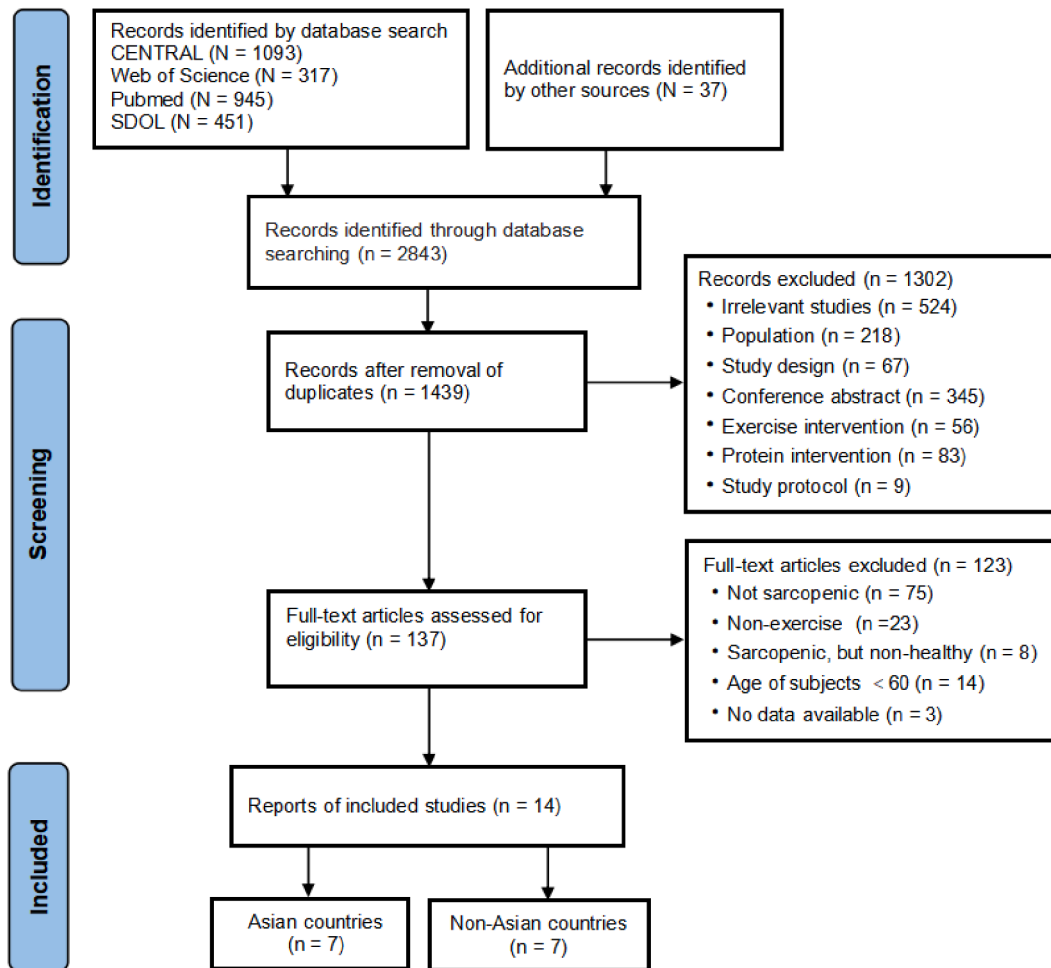 Identification
Records identified by database search
CENTRAL (N = 1093)
Web of Science (N = 317)
Pubmed (N = 945)
SDOL (N = 451)
Additional records identified
by other sources (N = 37)
Records identified through database
searching (n = 2843)
Screening
Records after removal of
duplicates (n = 1439)
Records excluded (n = 1302)
• Irrelevant studies (n = 524)
• Population (n = 218)
• Study design (n = 67)
• Conference abstract (n = 345)
• Exercise intervention (n = 56)
• Protein intervention (n = 83)
• Study protocol (n = 9)
Full-text articles assessed for
eligibility (n = 137)
Full-text articles excluded (n = 123)
• Not sarcopenic (n = 75)
• Non-exercise (n =23)
• Sarcopenic, but non-healthy (n = 8)
• Age of subjects < 60 (n = 14)
• No data available (n = 3)
Included
Reports of included studies (n = 14)
Asian countries
(n = 7)
Non-Asian countries
(n = 7)